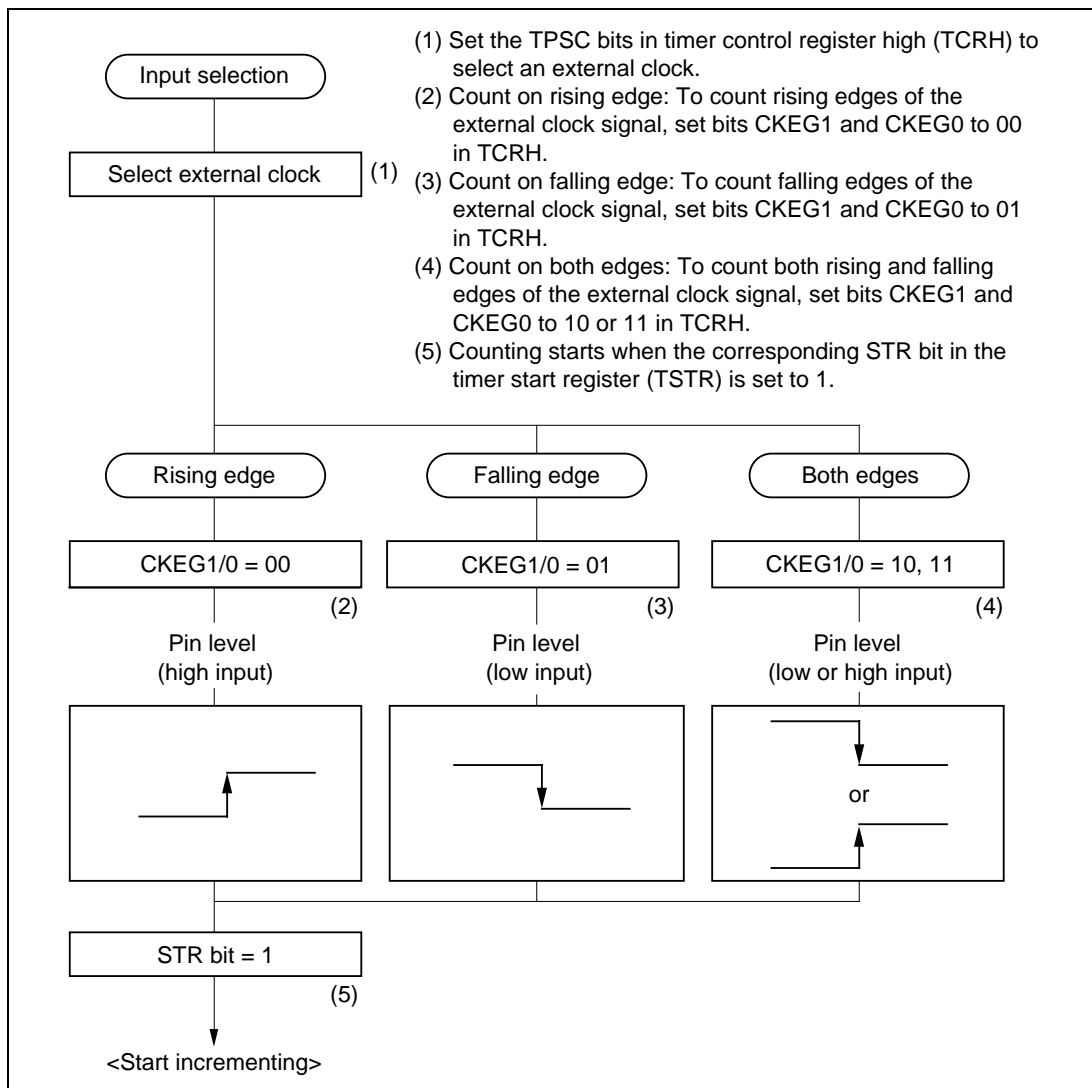 (1) Set the TPSC bits in timer control register high (TCRH) to
select an external clock.
(2) Count on rising edge: To count rising edges of the
external clock signal, set bits CKEG1 and CKEG0 to 00
in TCRH.
(3) Count on falling edge: To count falling edges of the
external clock signal, set bits CKEG1 and CKEG0 to 01
in TCRH.
(4) Count on both edges: To count both rising and falling
edges of the external clock signal, set bits CKEG1 and
CKEG0 to 10 or 11 in TCRH.
(5) Counting starts when the corresponding STR bit in the
timer start register (TSTR) is set to 1.
Input selection
Select external clock (1)
Rising edge
Falling edge
Both edges
CKEG1/0 = 00
CKEG1/0 = 01
CKEG1/0 = 10, 11
(2)
(3)
(4)
Pin level
(high input)
Pin level
(low input)
Pin level
(low or high input)
or
STR bit = 1
(5)
<Start incrementing>